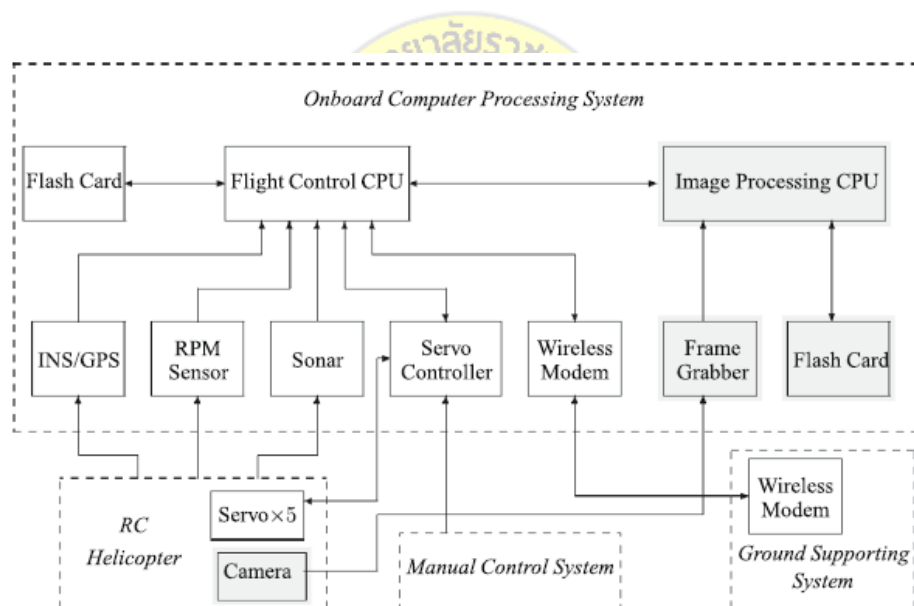 Onboard Computer Processing System
Flash Card
Flight Control CPU
Image Processing CPU
INS/GPS
RPM
Sensor
Sonar
Servo
Controller
Wireless
Modem
Frame
Grabber
Flash Card
RC
Helicopter
Servo×5
Camera
Manual Control System
Wireless
Modem
Ground Supporting
System